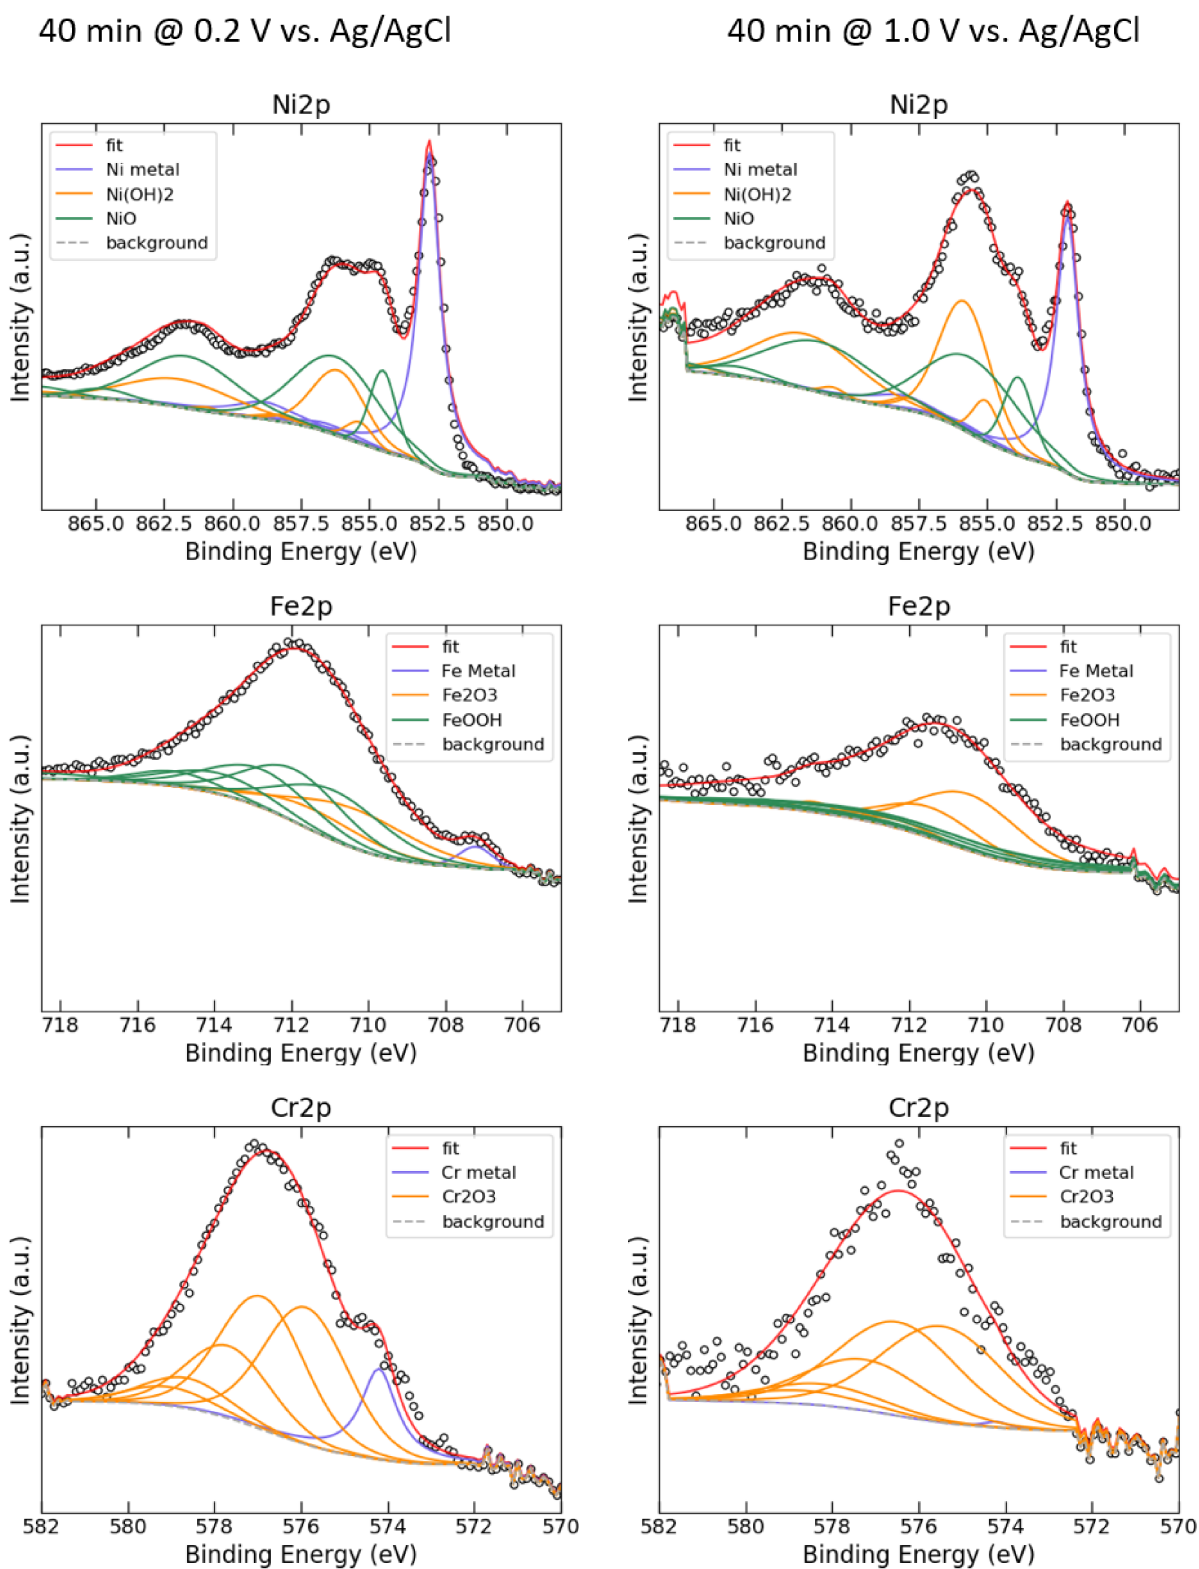 40 min @ 0.2 V vs. Ag/AgCl
40 min @ 1.0 V vs. Ag/AgCl
Ni2p
fit
Ni metal
Ni(OH)2
NiO
background
Intensity (a.u.)
865.0 862.5 860.0 857.5 855.0 852.5 850.0
Binding Energy (eV)
Ni2p
fit
Ni metal
Ni(OH)2
NiO
background
Intensity (a.u.)
865.0 862.5 860.0 857.5 855.0 852.5 850.0
Binding Energy (eV)
Fe2p
fit
Fe Metal
Fe2O3
FeOOH
background
Intensity (a.u.)
718 716 714 712 710 708 706
Binding Energy (eV)
Fe2p
fit
Fe Metal
Fe2O3
FeOOH
background
Intensity (a.u.)
718 716 714 712 710 708 706
Binding Energy (eV)
Cr2p
fit
Cr metal
Cr2O3
background
Intensity (a.u.)
582 580 578 576 574 572 570
Binding Energy (eV)
Cr2p
fit
Cr metal
Cr2O3
background
Intensity (a.u.)
582 580 578 576 574 572 570
Binding Energy (eV)